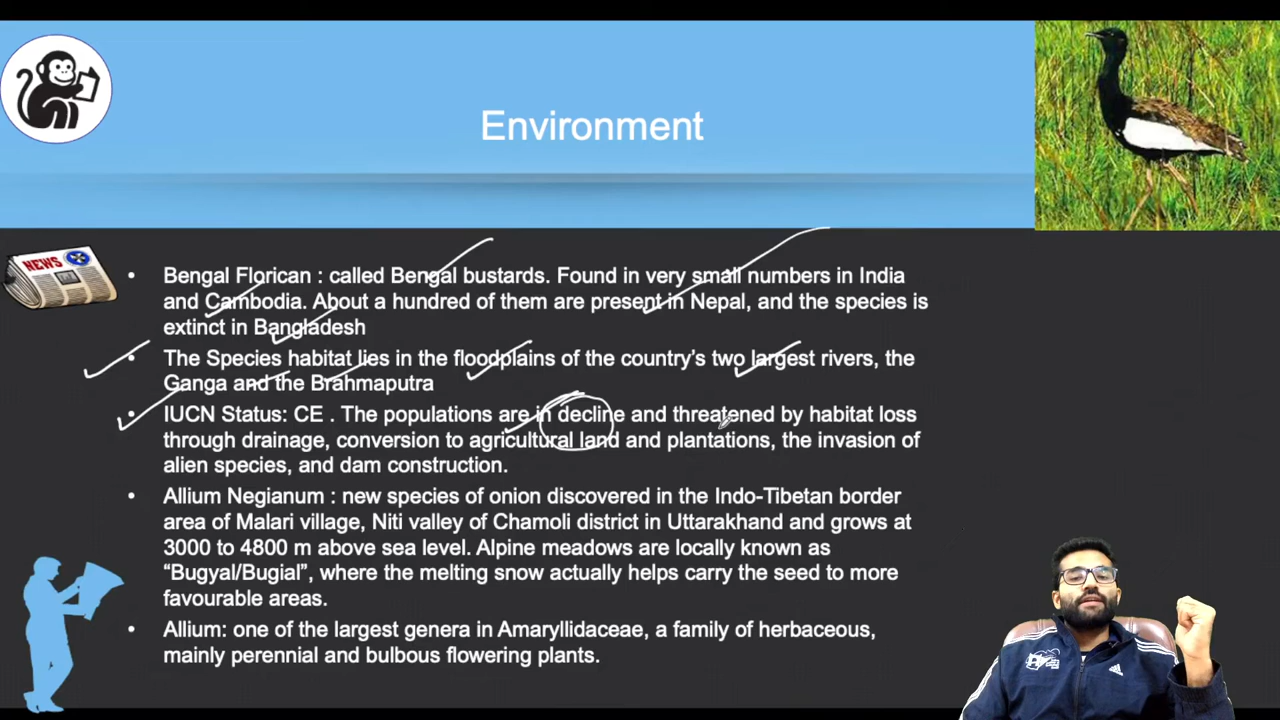 Environment
NEWS
• Bengal Florican : called Bengal bustards. Found in very small numbers in India
and Cambodia. About a hundred of them are present in Nepal, and the species is
extinct in Bangladesh
• The Species habitat lies in the floodplains of the country's two largest rivers, the
Ganga and the Brahmaputra
• IUCN Status: CE . The populations are in decline and threatened by habitat loss
through drainage, conversion to agricultural land and plantations, the invasion of
alien species, and dam construction.
• Allium Negianum : new species of onion discovered in the Indo-Tibetan border
area of Malari village, Niti valley of Chamoli district in Uttarakhand and grows at
3000 to 4800 m above sea level. Alpine meadows are locally known as
“Bugyal/Bugial”, where the melting snow actually helps carry the seed to more
favourable areas.
• Allium: one of the largest genera in Amaryllidaceae, a family of herbaceous,
mainly perennial and bulbous flowering plants.